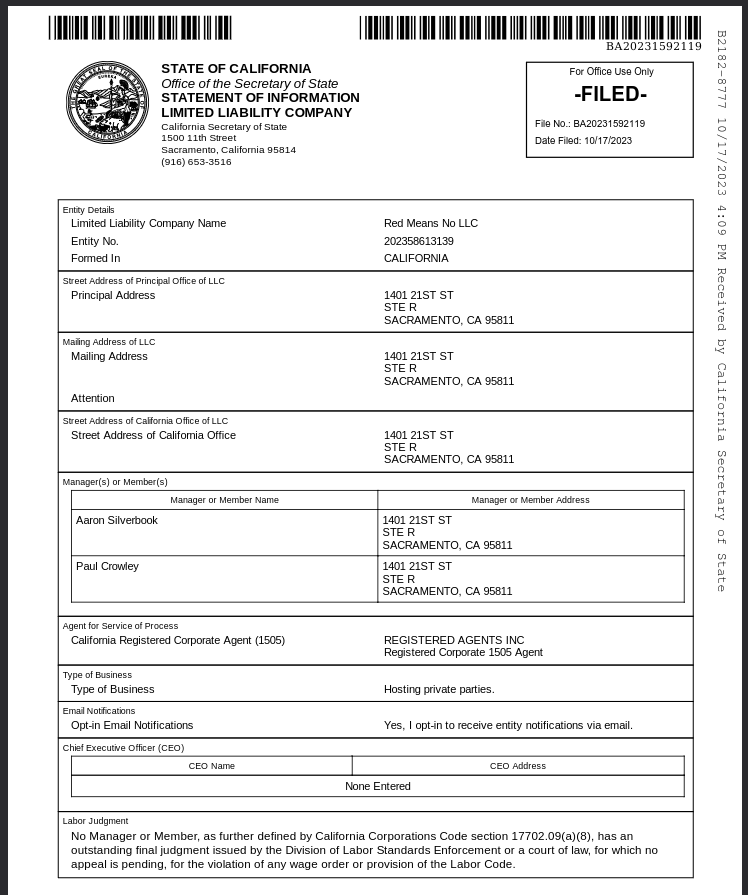 BA20231592119
STATE OF CALIFORNIA
Office of the Secretary of State
STATEMENT OF INFORMATION
LIMITED LIABILITY COMPANY
California Secretary of State
1500 11th Street
Sacramento, California 95814
(916) 653-3516
For Office Use Only
-FILED-
File No.: BA20231592119
Date Filed: 10/17/2023
B2182-8777 10/17/2023 4:09 PM Received by California Secretary of State
Entity Details
Limited Liability Company Name Red Means No LLC
Entity No. 202358613139
Formed In CALIFORNIA
Street Address of Principal Office of LLC
Principal Address 1401 21ST ST
STE R
SACRAMENTO, CA 95811
Mailing Address of LLC
Mailing Address 1401 21ST ST
STE R
SACRAMENTO, CA 95811
Attention
Street Address of California Office of LLC
Street Address of California Office 1401 21ST ST
STE R
SACRAMENTO, CA 95811
Manager(s) or Member(s)
Manager or Member Name Manager or Member Address
Aaron Silverbook 1401 21ST ST
STE R
SACRAMENTO, CA 95811
Paul Crowley 1401 21ST ST
STE R
SACRAMENTO, CA 95811
Agent for Service of Process
California Registered Corporate Agent (1505) REGISTERED AGENTS INC
Registered Corporate 1505 Agent
Type of Business
Type of Business Hosting private parties.
Email Notifications
Opt-in Email Notifications Yes, I opt-in to receive entity notifications via email.
Chief Executive Officer (CEO)
CEO Name CEO Address
None Entered
Labor Judgment
No Manager or Member, as further defined by California Corporations Code section 17702.09(a)(8), has an
outstanding final judgment issued by the Division of Labor Standards Enforcement or a court of law, for which no
appeal is pending, for the violation of any wage order or provision of the Labor Code.